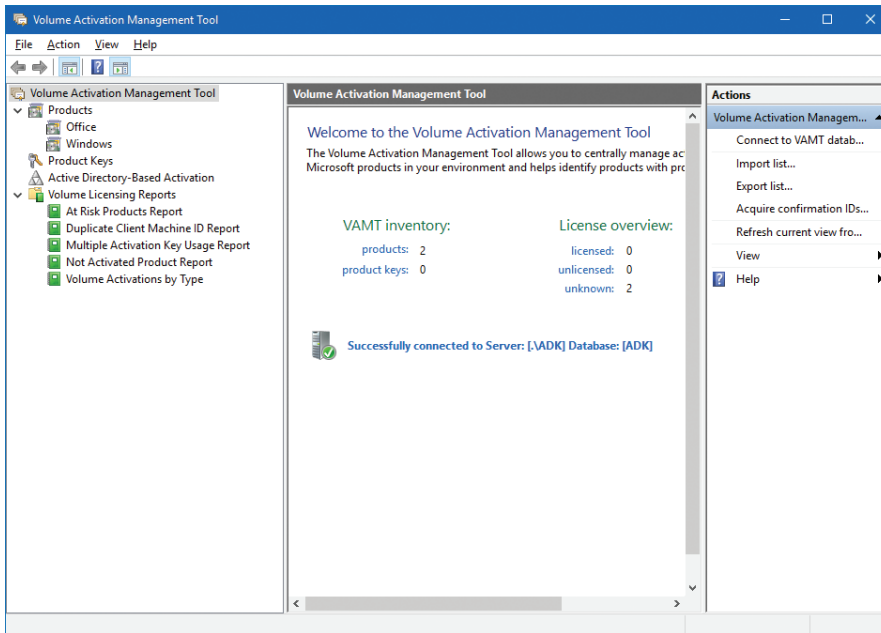 Volume Activation Management Tool
File Action View Help
Volume Activation Management Tool
Products
Office
Windows
Product Keys
Active Directory-Based Activation
Volume Licensing Reports
At Risk Products Report
Duplicate Client Machine ID Report
Multiple Activation Key Usage Report
Not Activated Product Report
Volume Activations by Type
Volume Activation Management Tool
Welcome to the Volume Activation Management Tool
The Volume Activation Management Tool allows you to centrally manage ac
Microsoft products in your environment and helps identify products with pro
VAMT inventory: License overview:
products: 2 licensed: 0
product keys: 0 unlicensed: 0
unknown: 2
Successfully connected to Server: [.\ADK] Database: [ADK]
Actions
Volume Activation Managem...
Connect to VAMT datab...
Import list...
Export list...
Acquire confirmation IDs...
Refresh current view fro...
View
Help